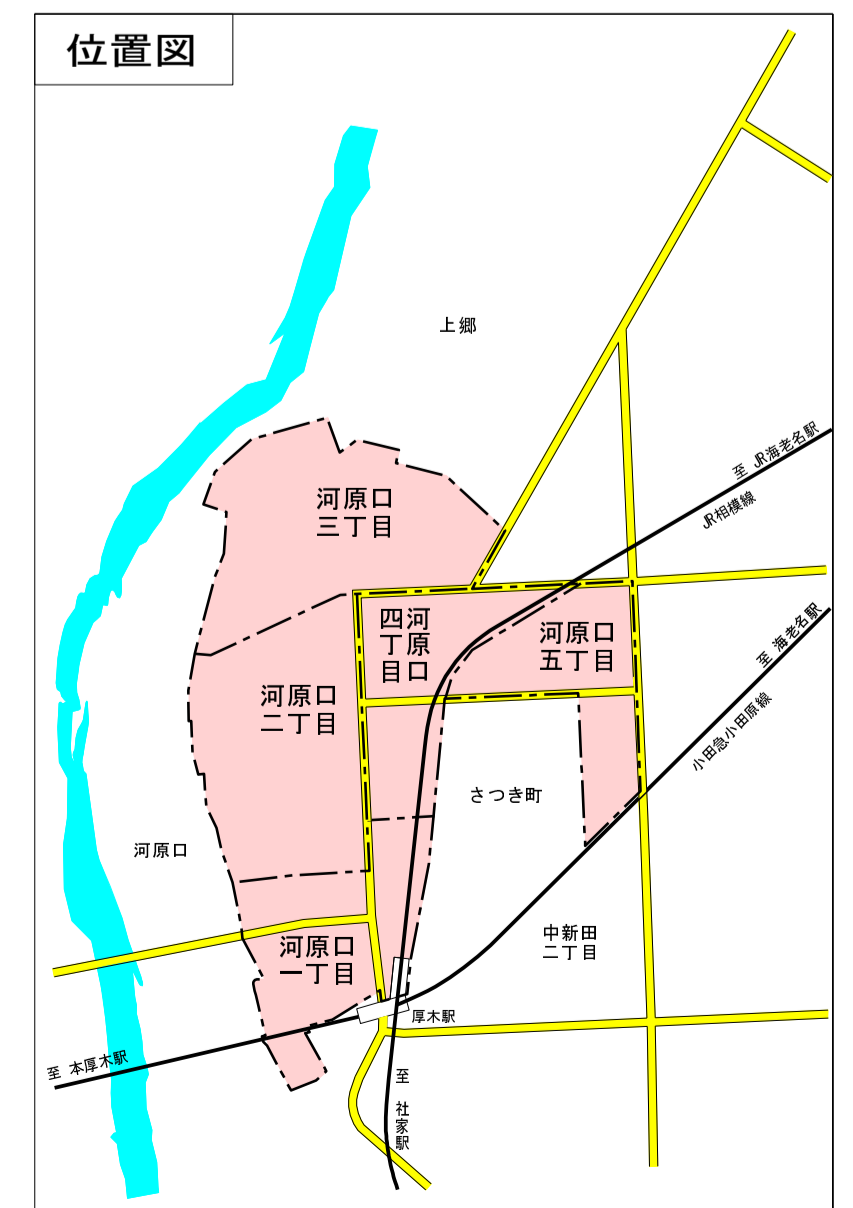 位置図
上郷
至 JR海老名駅
JR相模線
河原口
三丁目
河原口
四丁目
河原口
五丁目
至 海老名駅
小田急小田原線
河原口
二丁目
さつき町
河原口
中新田
二丁目
河原口
一丁目
厚木駅
至 本厚木駅
至 社家駅